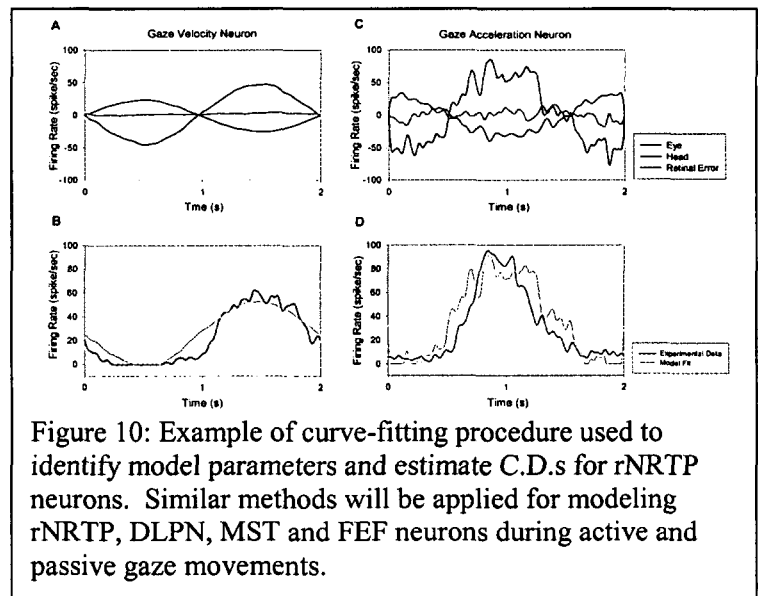 A
Gaze Velocity Neuron
C
Gaze Acceleration Neuron
Firing Rate (spike/sec)
100
50
0
-50
-100
0
1
2
Time (s)
Firing Rate (spike/sec)
100
50
0
-50
-100
0
1
2
Time (s)
Eye
Head
Retinal Error
B
D
Firing Rate (spike/sec)
100
80
60
40
20
0
0
1
2
Time (s)
Firing Rate (spike/sec)
100
80
60
40
20
0
0
1
2
Time (s)
Experimental Data
Model Fit
Figure 10: Example of curve-fitting procedure used to
identify model parameters and estimate C.D.s for rNRTP
neurons. Similar methods will be applied for modeling
rNRTP, DLPN, MST and FEF neurons during active and
passive gaze movements.